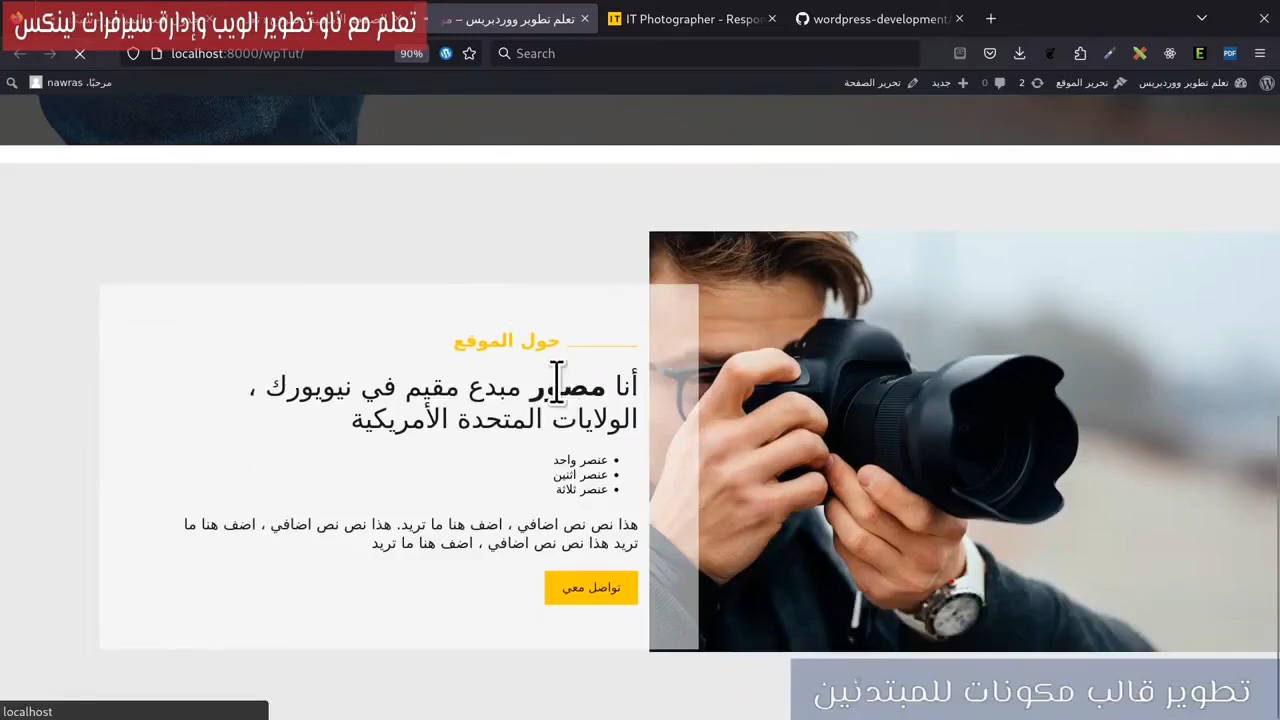 تعلم مع ناو تطوير الويب وإدارة سيرفرات لينكس
تعلم تطوير ووردبريس – مو
IT Photographer - Respon
wordpress-development/
localhost:8000/wpTut/
90%
Search
مرحبًا، nawras
تحرير الصفحة
جديد
0
2
تحرير الموقع
تعلم تطوير ووردبريس
حول الموقع
أنا مصور مبدع مقيم في نيويورك ،
الولايات المتحدة الأمريكية
عنصر واحد
عنصر اثنين
عنصر ثلاثة
هذا نص نص اضافي ، اضف هنا ما تريد. هذا نص نص اضافي ، اضف هنا ما
تريد هذا نص نص اضافي ، اضف هنا ما تريد
تواصل معي
تطوير قالب مكونات للمبتدئين
localhost